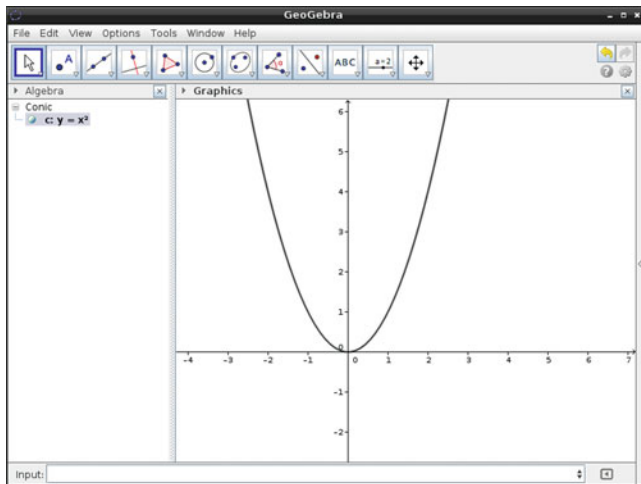 GeoGebra
File Edit View Options Tools Window Help
A
α
ABC
a=2
Algebra
Graphics
Conic
c: y = x²
6
5
4
3
2
1
0
-4 -3 -2 -1 0 1 2 3 4 5 6 7
-1
-2
Input: